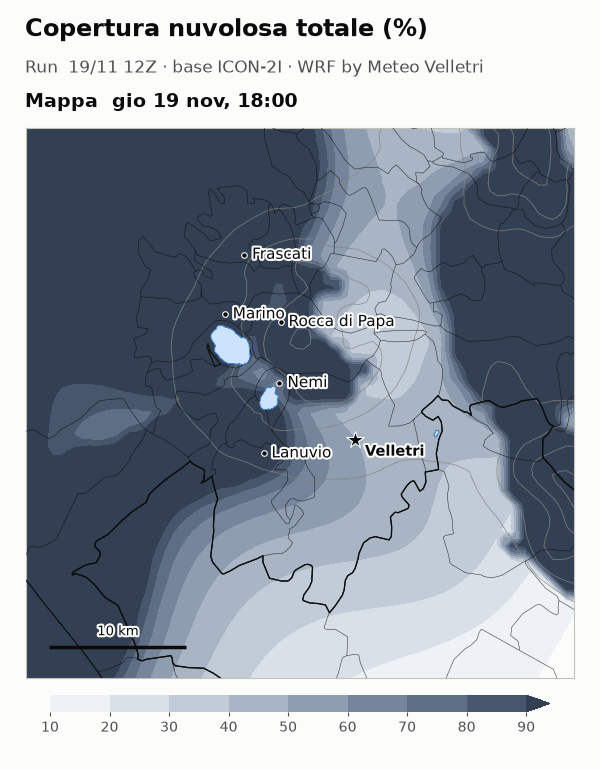 Copertura nuvolosa totale (%)
Run  19/11 12Z · base ICON-2I · WRF by Meteo Velletri
Mappa  gio 19 nov, 18:00
Frascati
Marino
Rocca di Papa
Nemi
Velletri
Lanuvio
10 km
10 20 30 40 50 60 70 80 90